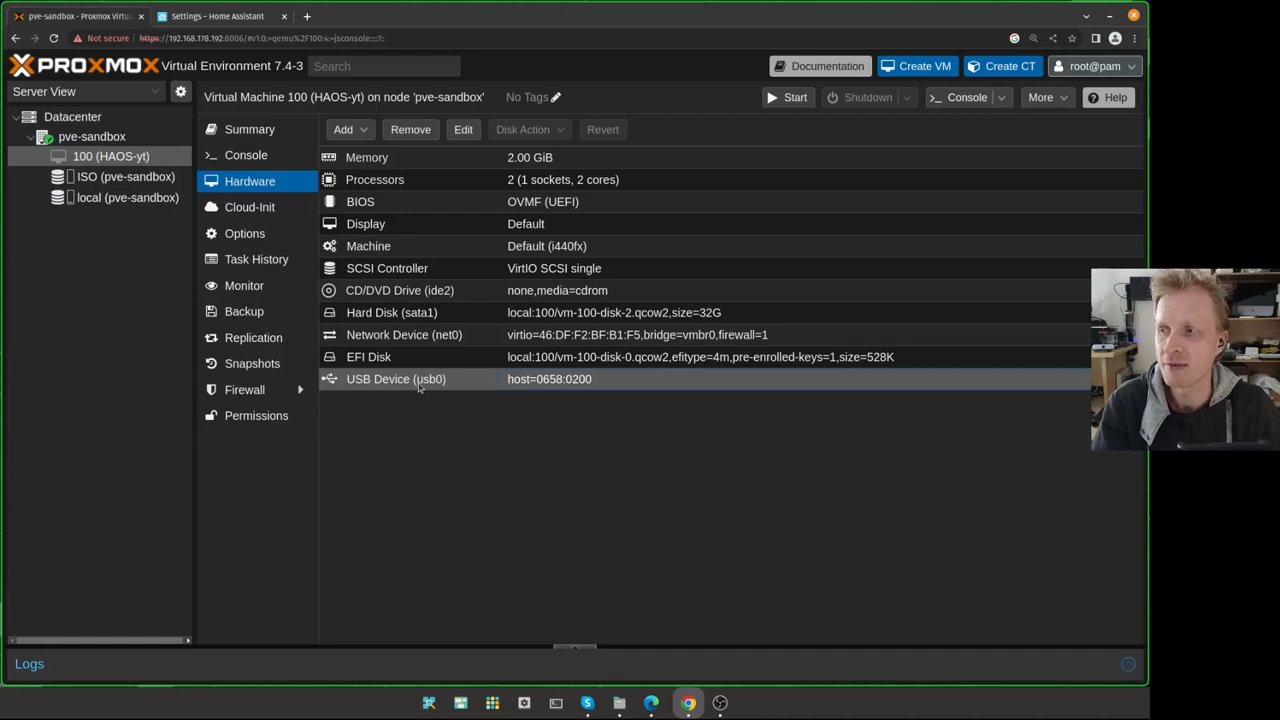 pve-sandbox - Proxmox Virtu
Settings – Home Assistant
Not secure
https://192.168.178.192:8006/#v1:0:=qemu%2F100:4:=jsconsole:::7::
PROXMOX Virtual Environment 7.4-3
Search
Documentation
Create VM
Create CT
root@pam
Server View
Datacenter
pve-sandbox
100 (HAOS-yt)
ISO (pve-sandbox)
local (pve-sandbox)
Virtual Machine 100 (HAOS-yt) on node 'pve-sandbox'
No Tags
Start
Shutdown
Console
More
Help
Summary
Console
Hardware
Cloud-Init
Options
Task History
Monitor
Backup
Replication
Snapshots
Firewall
Permissions
Add
Remove
Edit
Disk Action
Revert
Memory 2.00 GiB
Processors 2 (1 sockets, 2 cores)
BIOS OVMF (UEFI)
Display Default
Machine Default (i440fx)
SCSI Controller VirtIO SCSI single
CD/DVD Drive (ide2) none,media=cdrom
Hard Disk (sata1) local:100/vm-100-disk-2.qcow2,size=32G
Network Device (net0) virtio=46:DF:F2:BF:B1:F5,bridge=vmbr0,firewall=1
EFI Disk local:100/vm-100-disk-0.qcow2,efitype=4m,pre-enrolled-keys=1,size=528K
USB Device (usb0) host=0658:0200
Logs